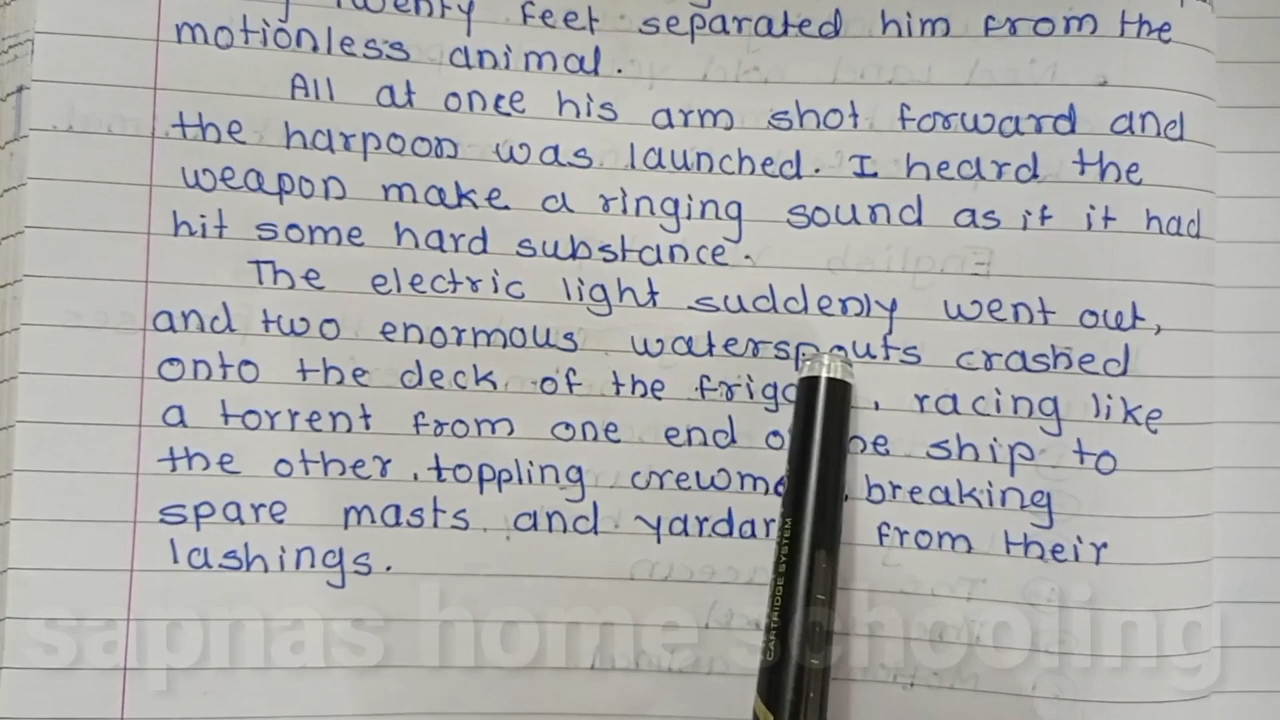 twenty feet separated him from the
motionless animal.
All at once his arm shot forward and
the harpoon was launched. I heard the
weapon make a ringing sound as if it had
hit some hard substance.
The electric light suddenly went out,
and two enormous waterspouts crashed
onto the deck of the , racing like
a torrent from one end ship to
the other, toppling , breaking
spare masts and from their
lashings.
sapnas home schooling
CARTRIDGE SYSTEM